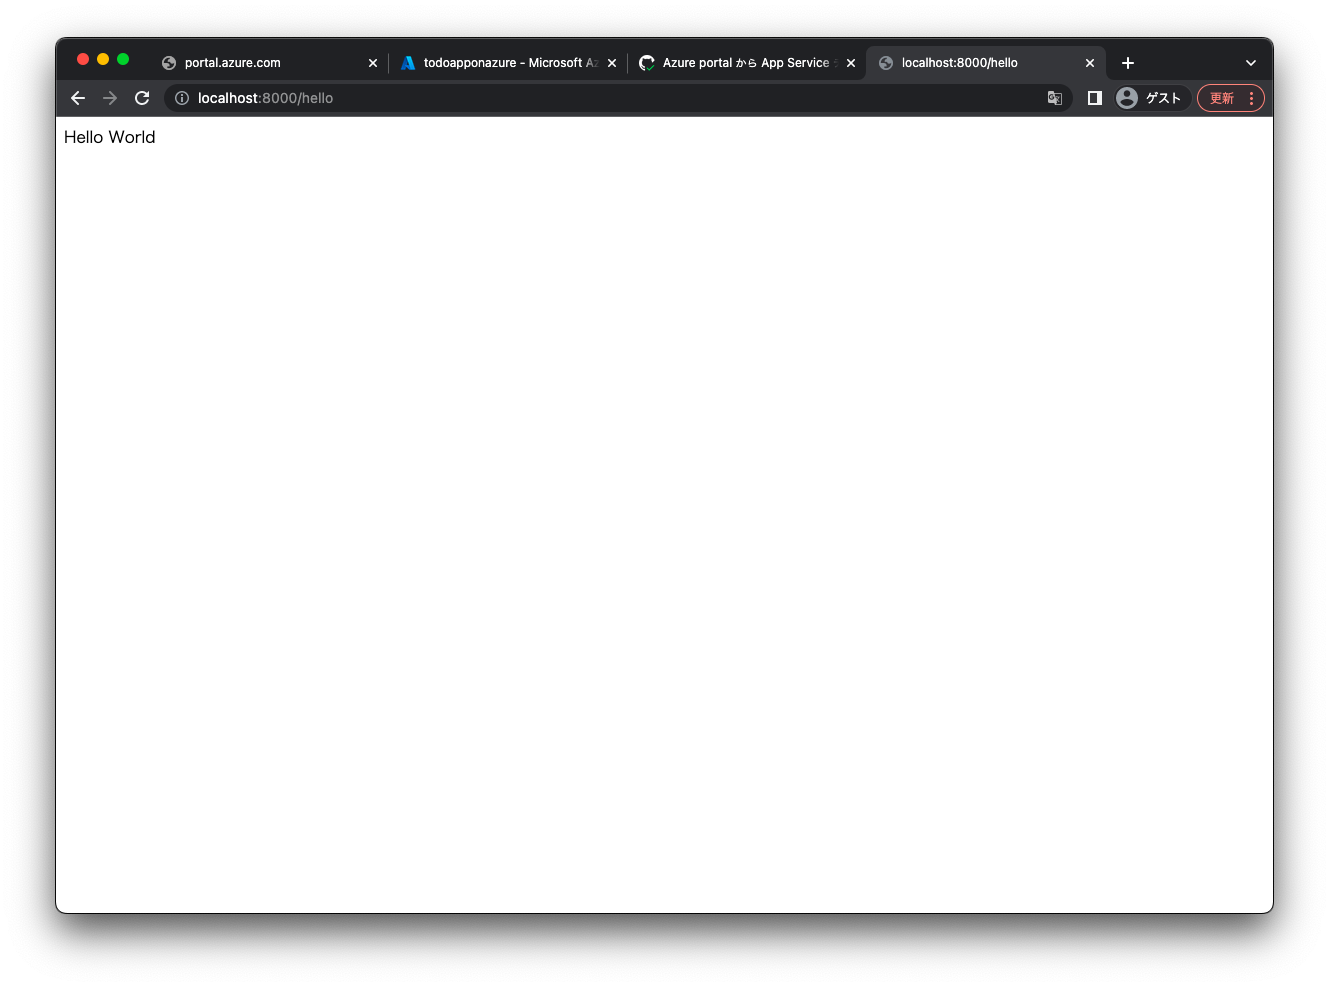 portal.azure.com
todoapponazure - Microsoft Az
Azure portal から App Service
localhost:8000/hello
localhost:8000/hello
ゲスト
更新
Hello World